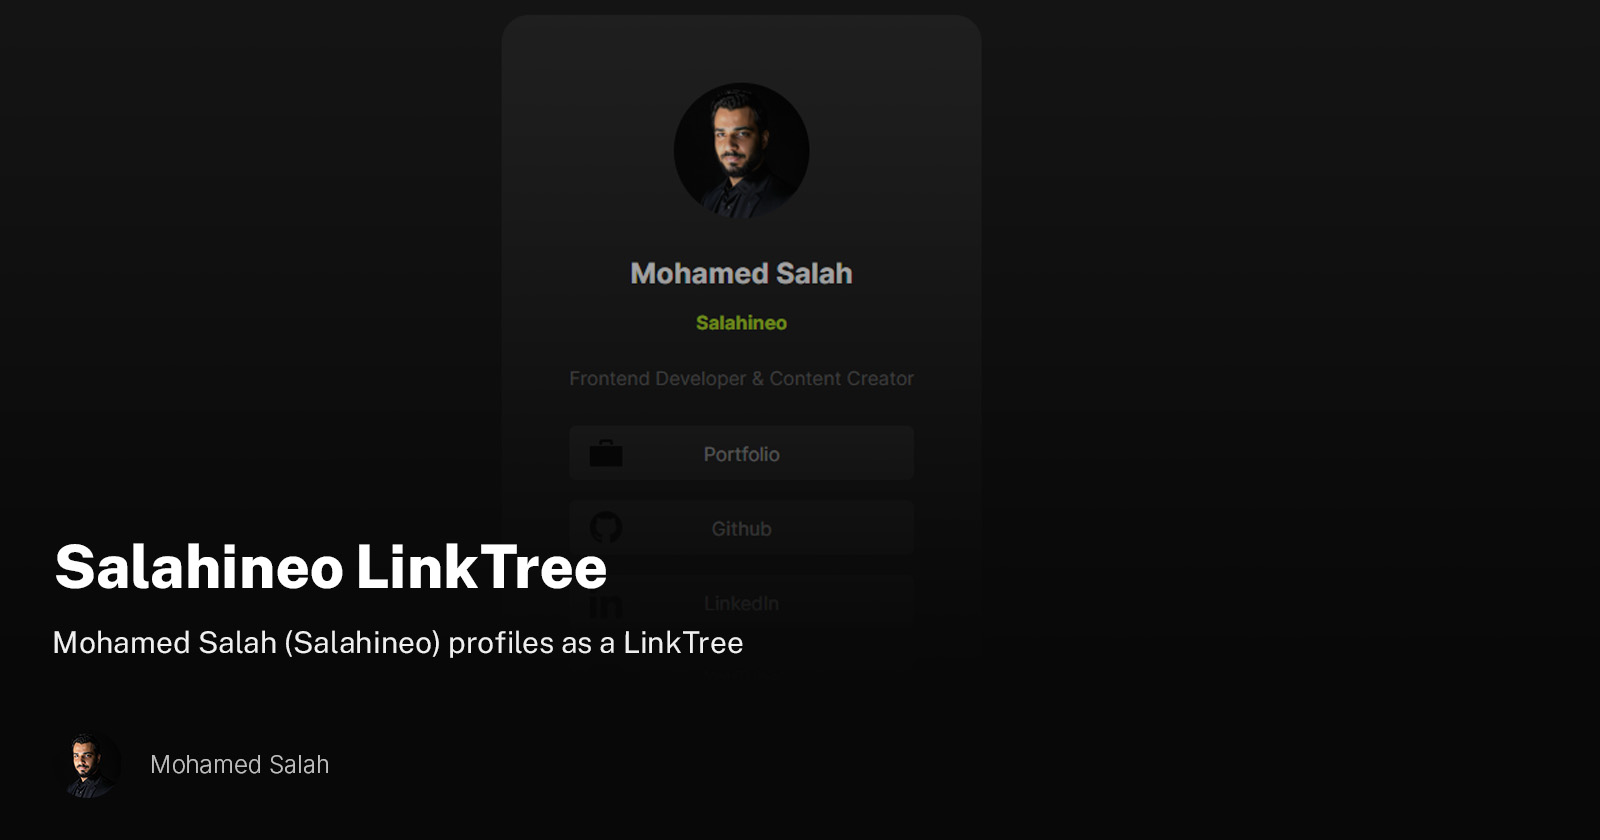 Mohamed Salah
Salahineo
Frontend Developer & Content Creator
Portfolio
Github
LinkedIn
Salahineo LinkTree
Mohamed Salah (Salahineo) profiles as a LinkTree
Mohamed Salah